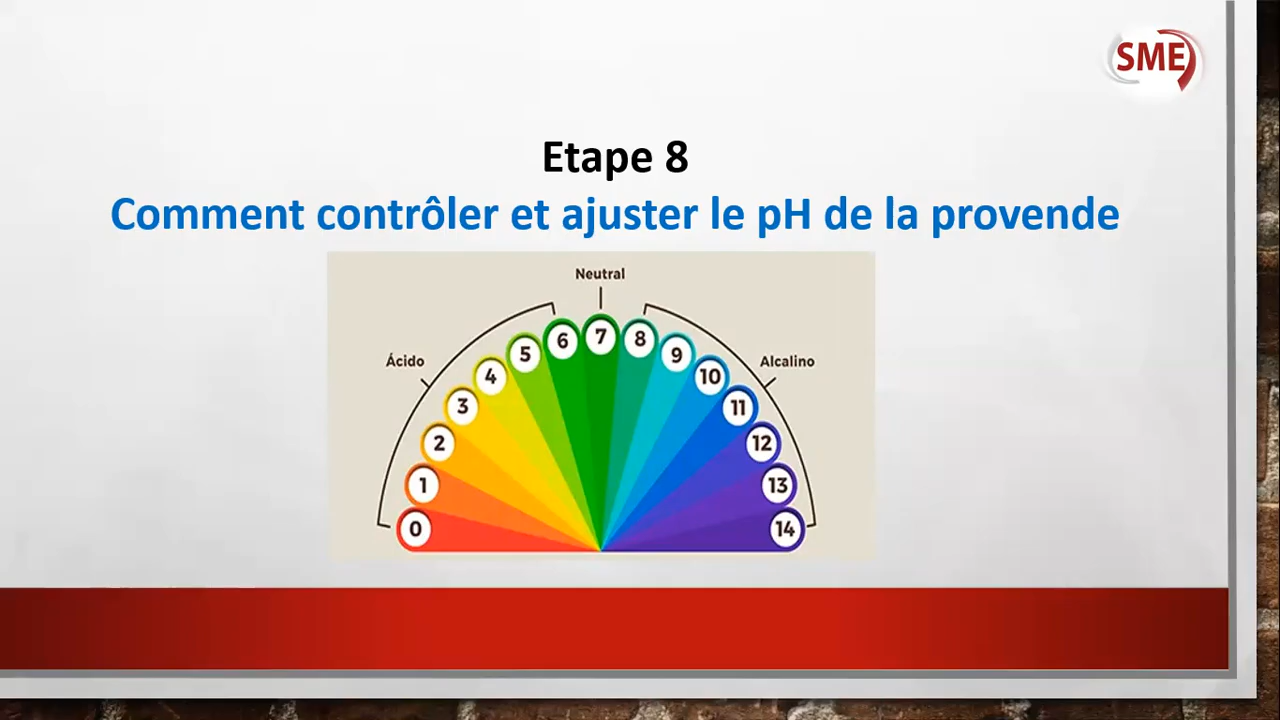 SME
Etape 8
Comment contrôler et ajuster le pH de la provende
Neutral
Ácido
Alcalino
0
1
2
3
4
5
6
7
8
9
10
11
12
13
14